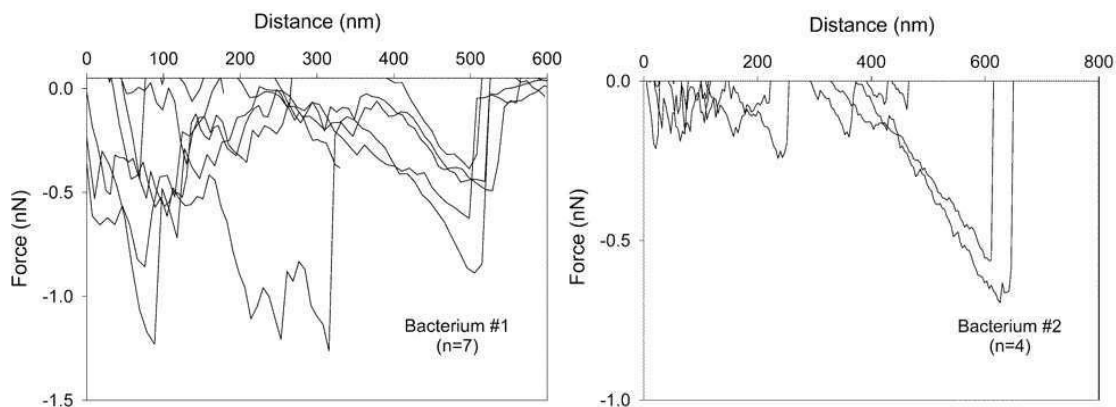 Distance (nm)
0 100 200 300 400 500 600
0.0
-0.5
-1.0
-1.5
Force (nN)
Bacterium #1
(n=7)
Distance (nm)
0 200 400 600 800
0.0
-0.5
-1.0
Force (nN)
Bacterium #2
(n=4)